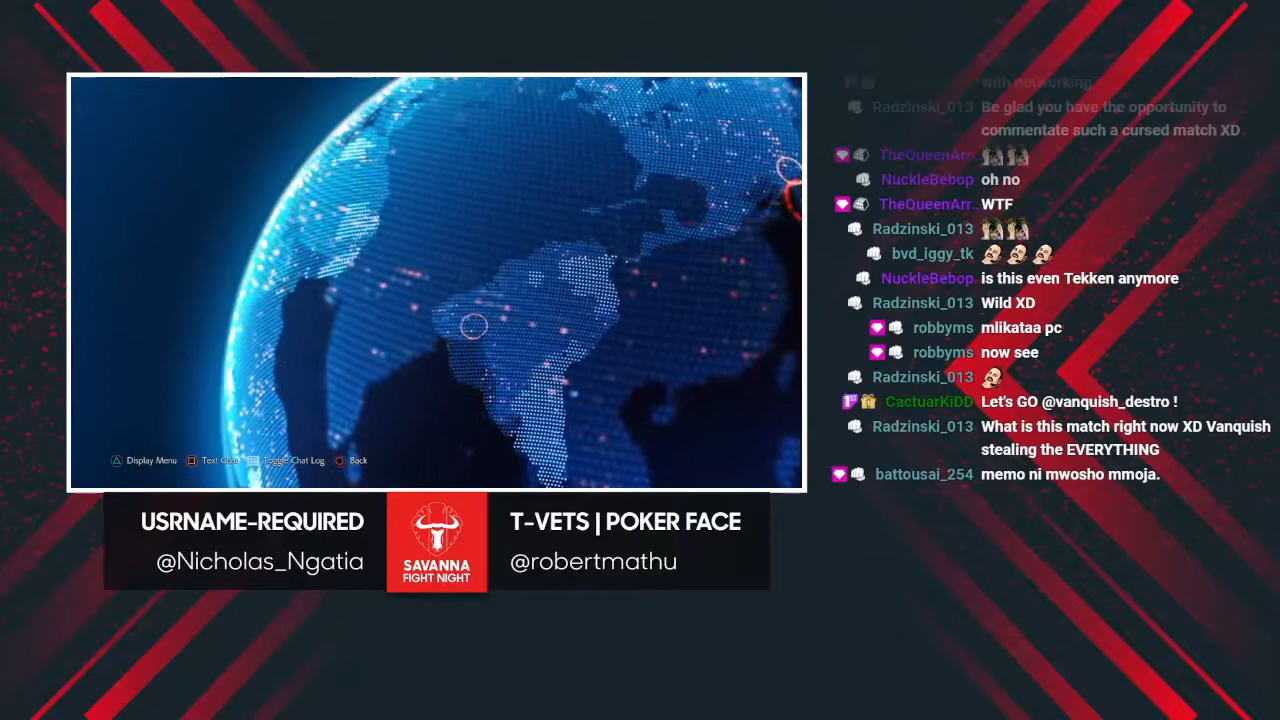 with networking
Radzinski_013 Be glad you have the opportunity to
commentate such a cursed match XD
TheQueenArr..
NuckleBebop oh no
TheQueenArr.. WTF
Radzinski_013
bvd_iggy_tk
NuckleBebop is this even Tekken anymore
Radzinski_013 Wild XD
robbyms mlikataa pc
robbyms now see
Radzinski_013
CactuarKiDD Let's GO @vanquish_destro !
Radzinski_013 What is this match right now XD Vanquish
stealing the EVERYTHING
battousai_254 memo ni mwosho mmoja.
Display Menu Text Chat Toggle Chat Log Back
USRNAME-REQUIRED
@Nicholas_Ngatia
SAVANNA
FIGHT NIGHT
T-VETS | POKER FACE
@robertmathu